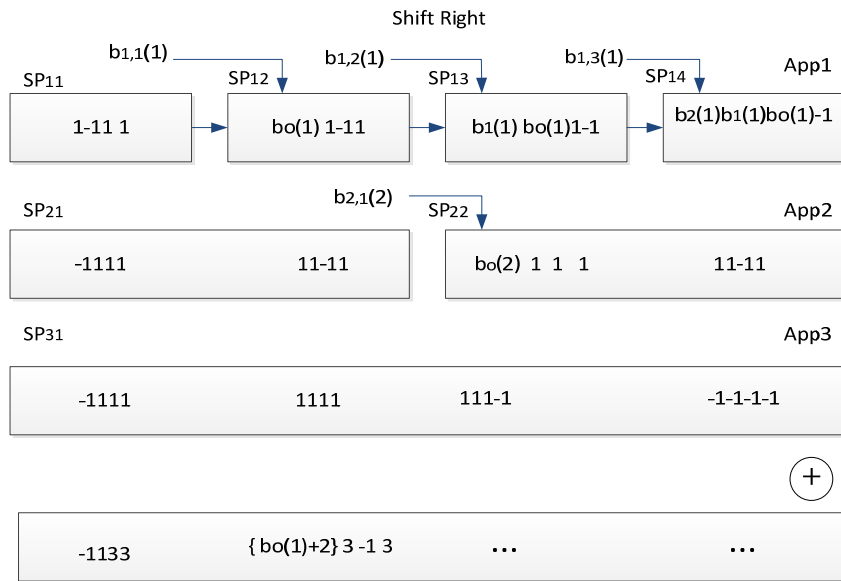 Shift Right
b1,1(1) b1,2(1) b1,3(1)
SP11 SP12 SP13 SP14 App1
1-11 1 bo(1) 1-11 b1(1) bo(1)1-1 b2(1)b1(1)bo(1)-1
b2,1(2)
SP21 SP22 App2
-1111 11-11 bo(2) 1 1 1 11-11
SP31 App3
-1111 1111 111-1 -1-1-1-1
+
-1133 { bo(1)+2} 3 -1 3 ... ...